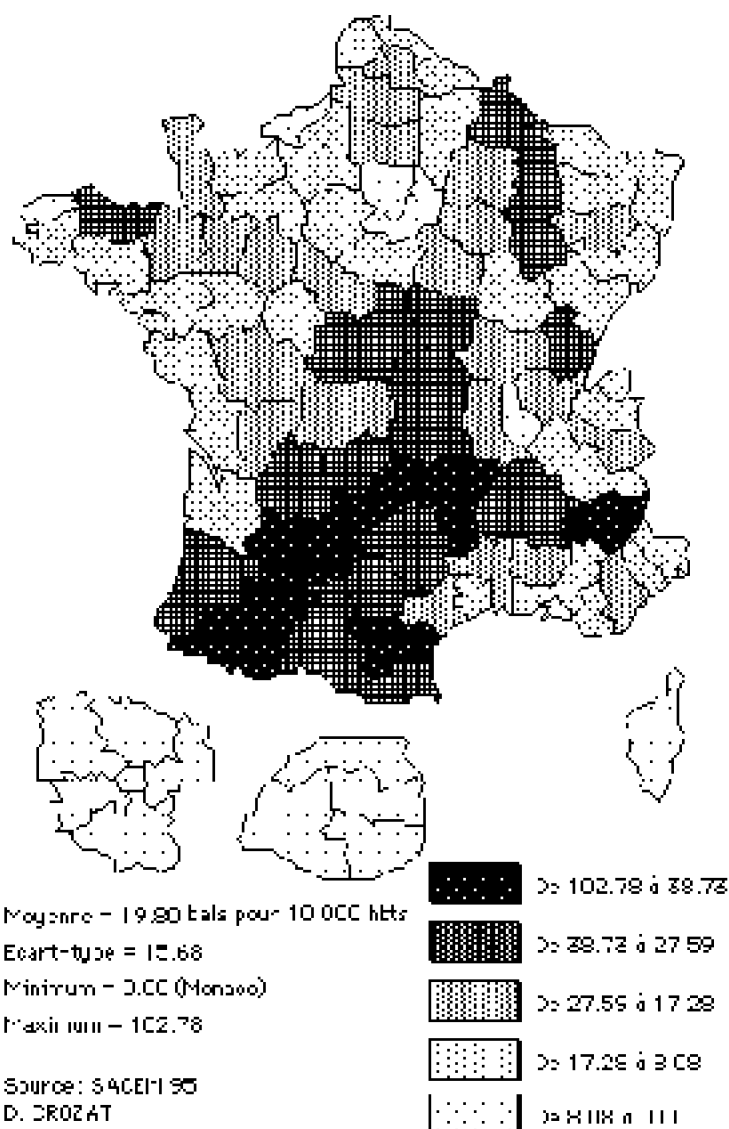 Moyenne = 19.80 bals pour 10 000 hbts
Ecart-type = 15.68
Minimum = 0.00 (Monaco)
Maximum = 102.78
Source: SACEM 95
D. CROZAT
De 102.78 à 38.73
De 38.73 à 27.59
De 27.59 à 17.28
De 17.28 à 8.08
De 8.08 à